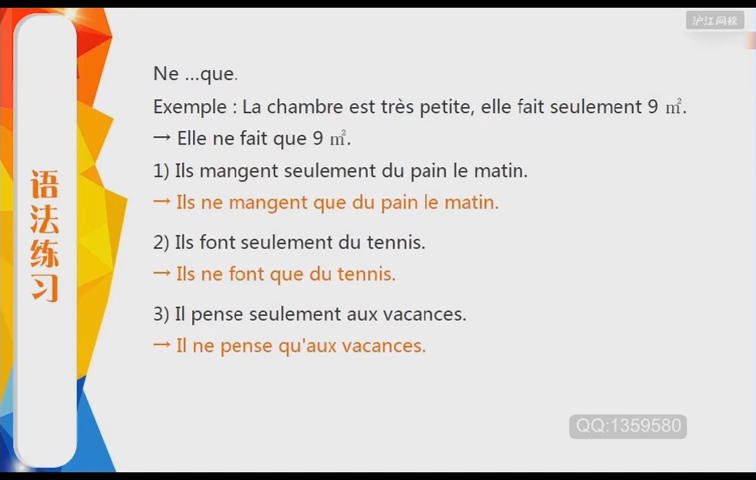 沪江网校
语法练习
Ne ...que.
Exemple : La chambre est très petite, elle fait seulement 9 ㎡.
→ Elle ne fait que 9 ㎡.
1) Ils mangent seulement du pain le matin.
→ Ils ne mangent que du pain le matin.
2) Ils font seulement du tennis.
→ Ils ne font que du tennis.
3) Il pense seulement aux vacances.
→ Il ne pense qu'aux vacances.
QQ:1359580